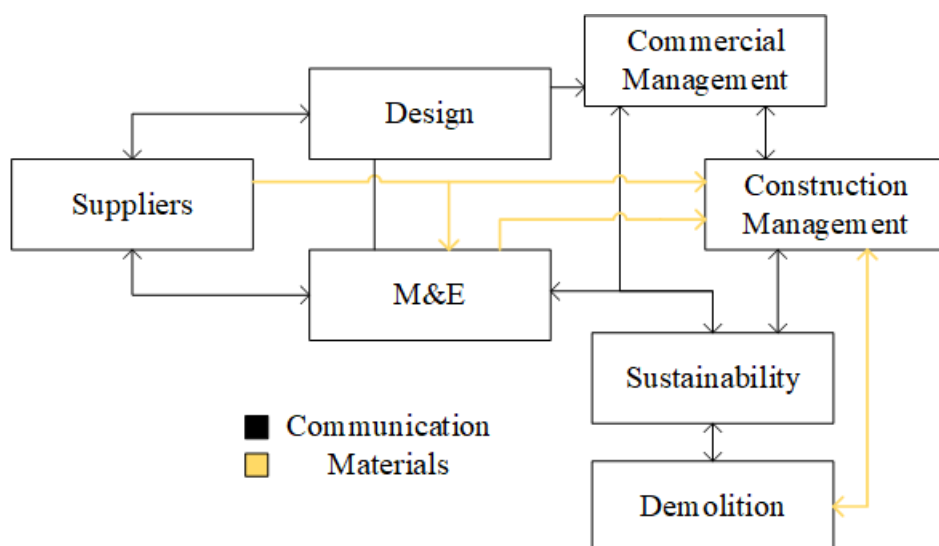 Commercial
Management
Design
Suppliers
Construction
Management
M&E
Sustainability
Communication
Materials
Demolition